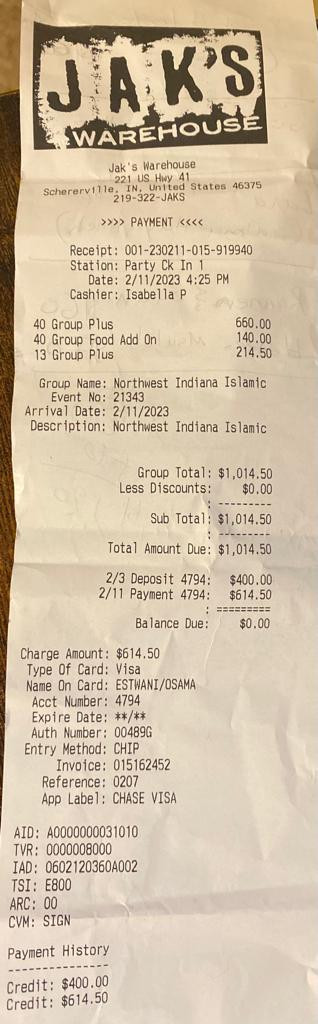 JAK'S
WAREHOUSE
Jak's Warehouse
221 US Hwy 41
Schererville, IN, United States 46375
219-322-JAKS
>>>> PAYMENT <<<<
Receipt: 001-230211-015-919940
Station: Party Ck In 1
Date: 2/11/2023 4:25 PM
Cashier: Isabella P
40 Group Plus 660.00
40 Group Food Add On 140.00
13 Group Plus 214.50
Group Name: Northwest Indiana Islamic
Event No: 21343
Arrival Date: 2/11/2023
Description: Northwest Indiana Islamic
Group Total: $1,014.50
Less Discounts: $0.00
: ---------
Sub Total: $1,014.50
: ---------
Total Amount Due: $1,014.50
2/3 Deposit 4794: $400.00
2/11 Payment 4794: $614.50
: =========
Balance Due: $0.00
Charge Amount: $614.50
Type Of Card: Visa
Name On Card: ESTWANI/OSAMA
Acct Number: 4794
Expire Date: **/**
Auth Number: 00489G
Entry Method: CHIP
Invoice: 015162452
Reference: 0207
App Label: CHASE VISA
AID: A0000000031010
TVR: 0000008000
IAD: 0602120360A002
TSI: E800
ARC: 00
CVM: SIGN
Payment History
---------------
Credit: $400.00
Credit: $614.50